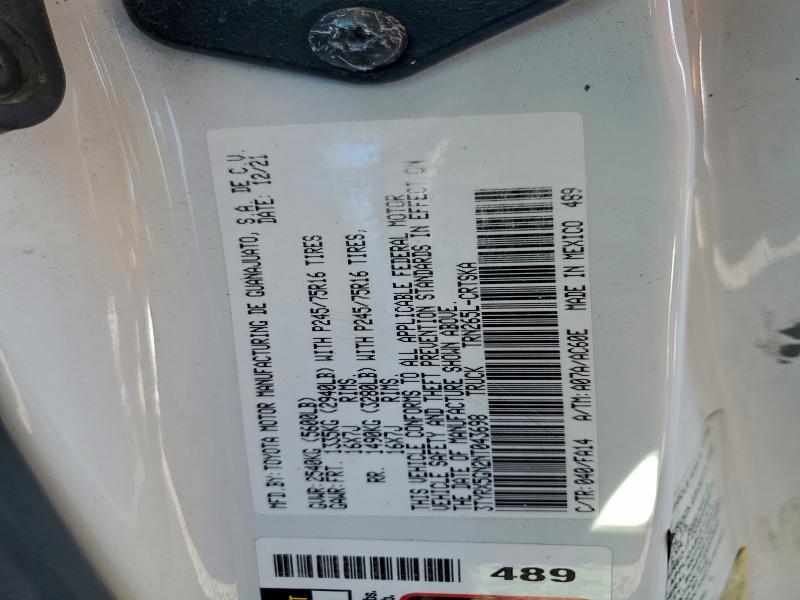 MFD.BY: TOYOTA MOTOR MANUFACTURING DE GUANAJUATO, S.A. DE C.V.
DATE: 12/21
GVWR: 2540KG (5600LB)
GAWR: FRT. 1335KG (2940LB) WITH P245/75R16 TIRES
16X7J RIMS
RR. 1490KG (3280LB) WITH P245/75R16 TIRES,
16X7J RIMS
THIS VEHICLE CONFORMS TO ALL APPLICABLE FEDERAL MOTOR
VEHICLE SAFETY AND THEFT PREVENTION STANDARDS IN EFFECT ON
THE DATE OF MANUFACTURE SHOWN ABOVE.
3TYRX5GN2NT043698 TRUCK TRN265L-CRTSKA
C/TR: 040/FA14 A/TM: A07A/AC60E MADE IN MEXICO 489
489